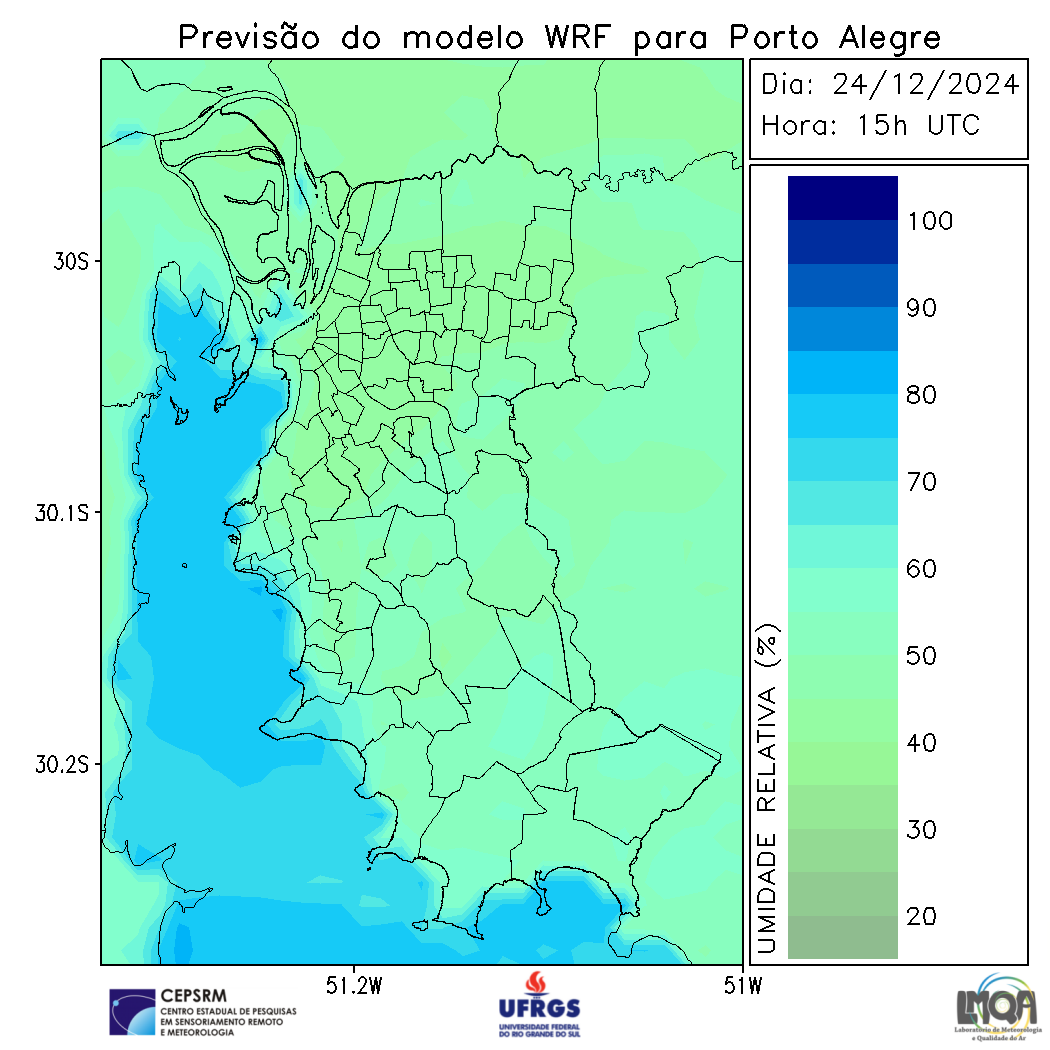 Previsão do modelo WRF para Porto Alegre
Dia: 24/12/2024
Hora: 15h UTC
30S
30.1S
30.2S
51.2W
51W
UMIDADE RELATIVA (%)
100
90
80
70
60
50
40
30
20
CEPSRM
CENTRO ESTADUAL DE PESQUISAS
EM SENSORIAMENTO REMOTO
E METEOROLOGIA
UFRGS
UNIVERSIDADE FEDERAL
DO RIO GRANDE DO SUL
LMQA
Laboratório de Meteorologia
e Qualidade do Ar